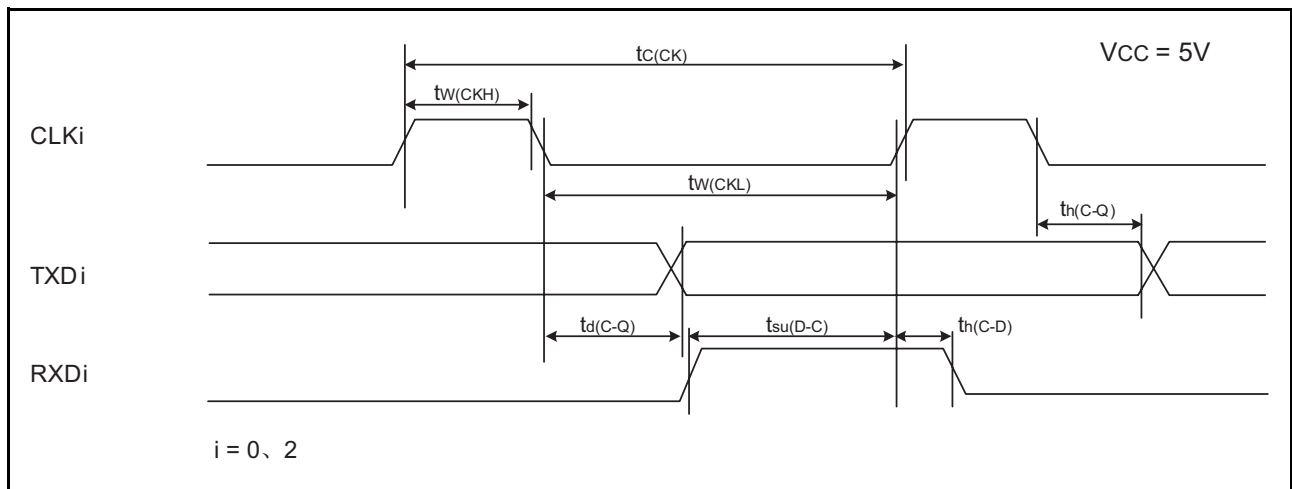 VCC = 5V
tC(CK)
tW(CKH)
CLKi
tW(CKL)
th(C-Q)
TXDi
td(C-Q)
tsu(D-C)
th(C-D)
RXDi
i = 0、2